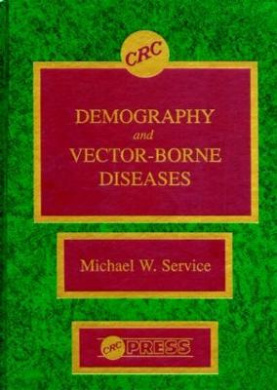 CRC
DEMOGRAPHY
and
VECTOR-BORNE
DISEASES
Michael W. Service
CRC PRESS